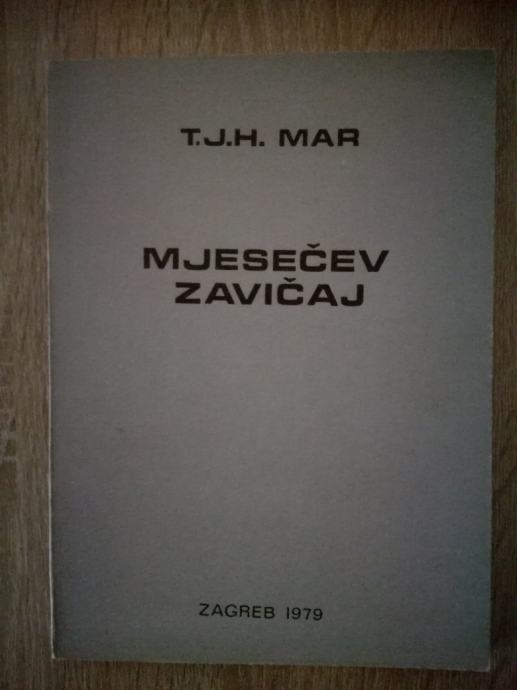 T.J.H. MAR
MJESEČEV
ZAVIČAJ
ZAGREB 1979